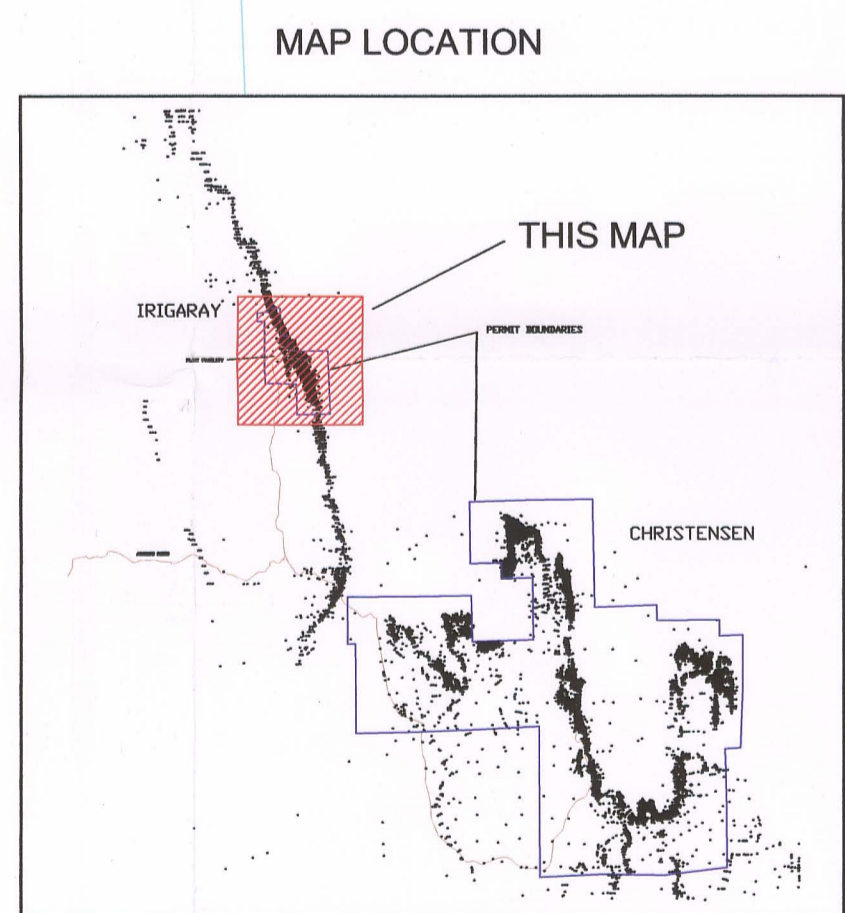 MAP LOCATION
THIS MAP
IRIGARAY
PERMIT BOUNDARIES
CHRISTENSEN